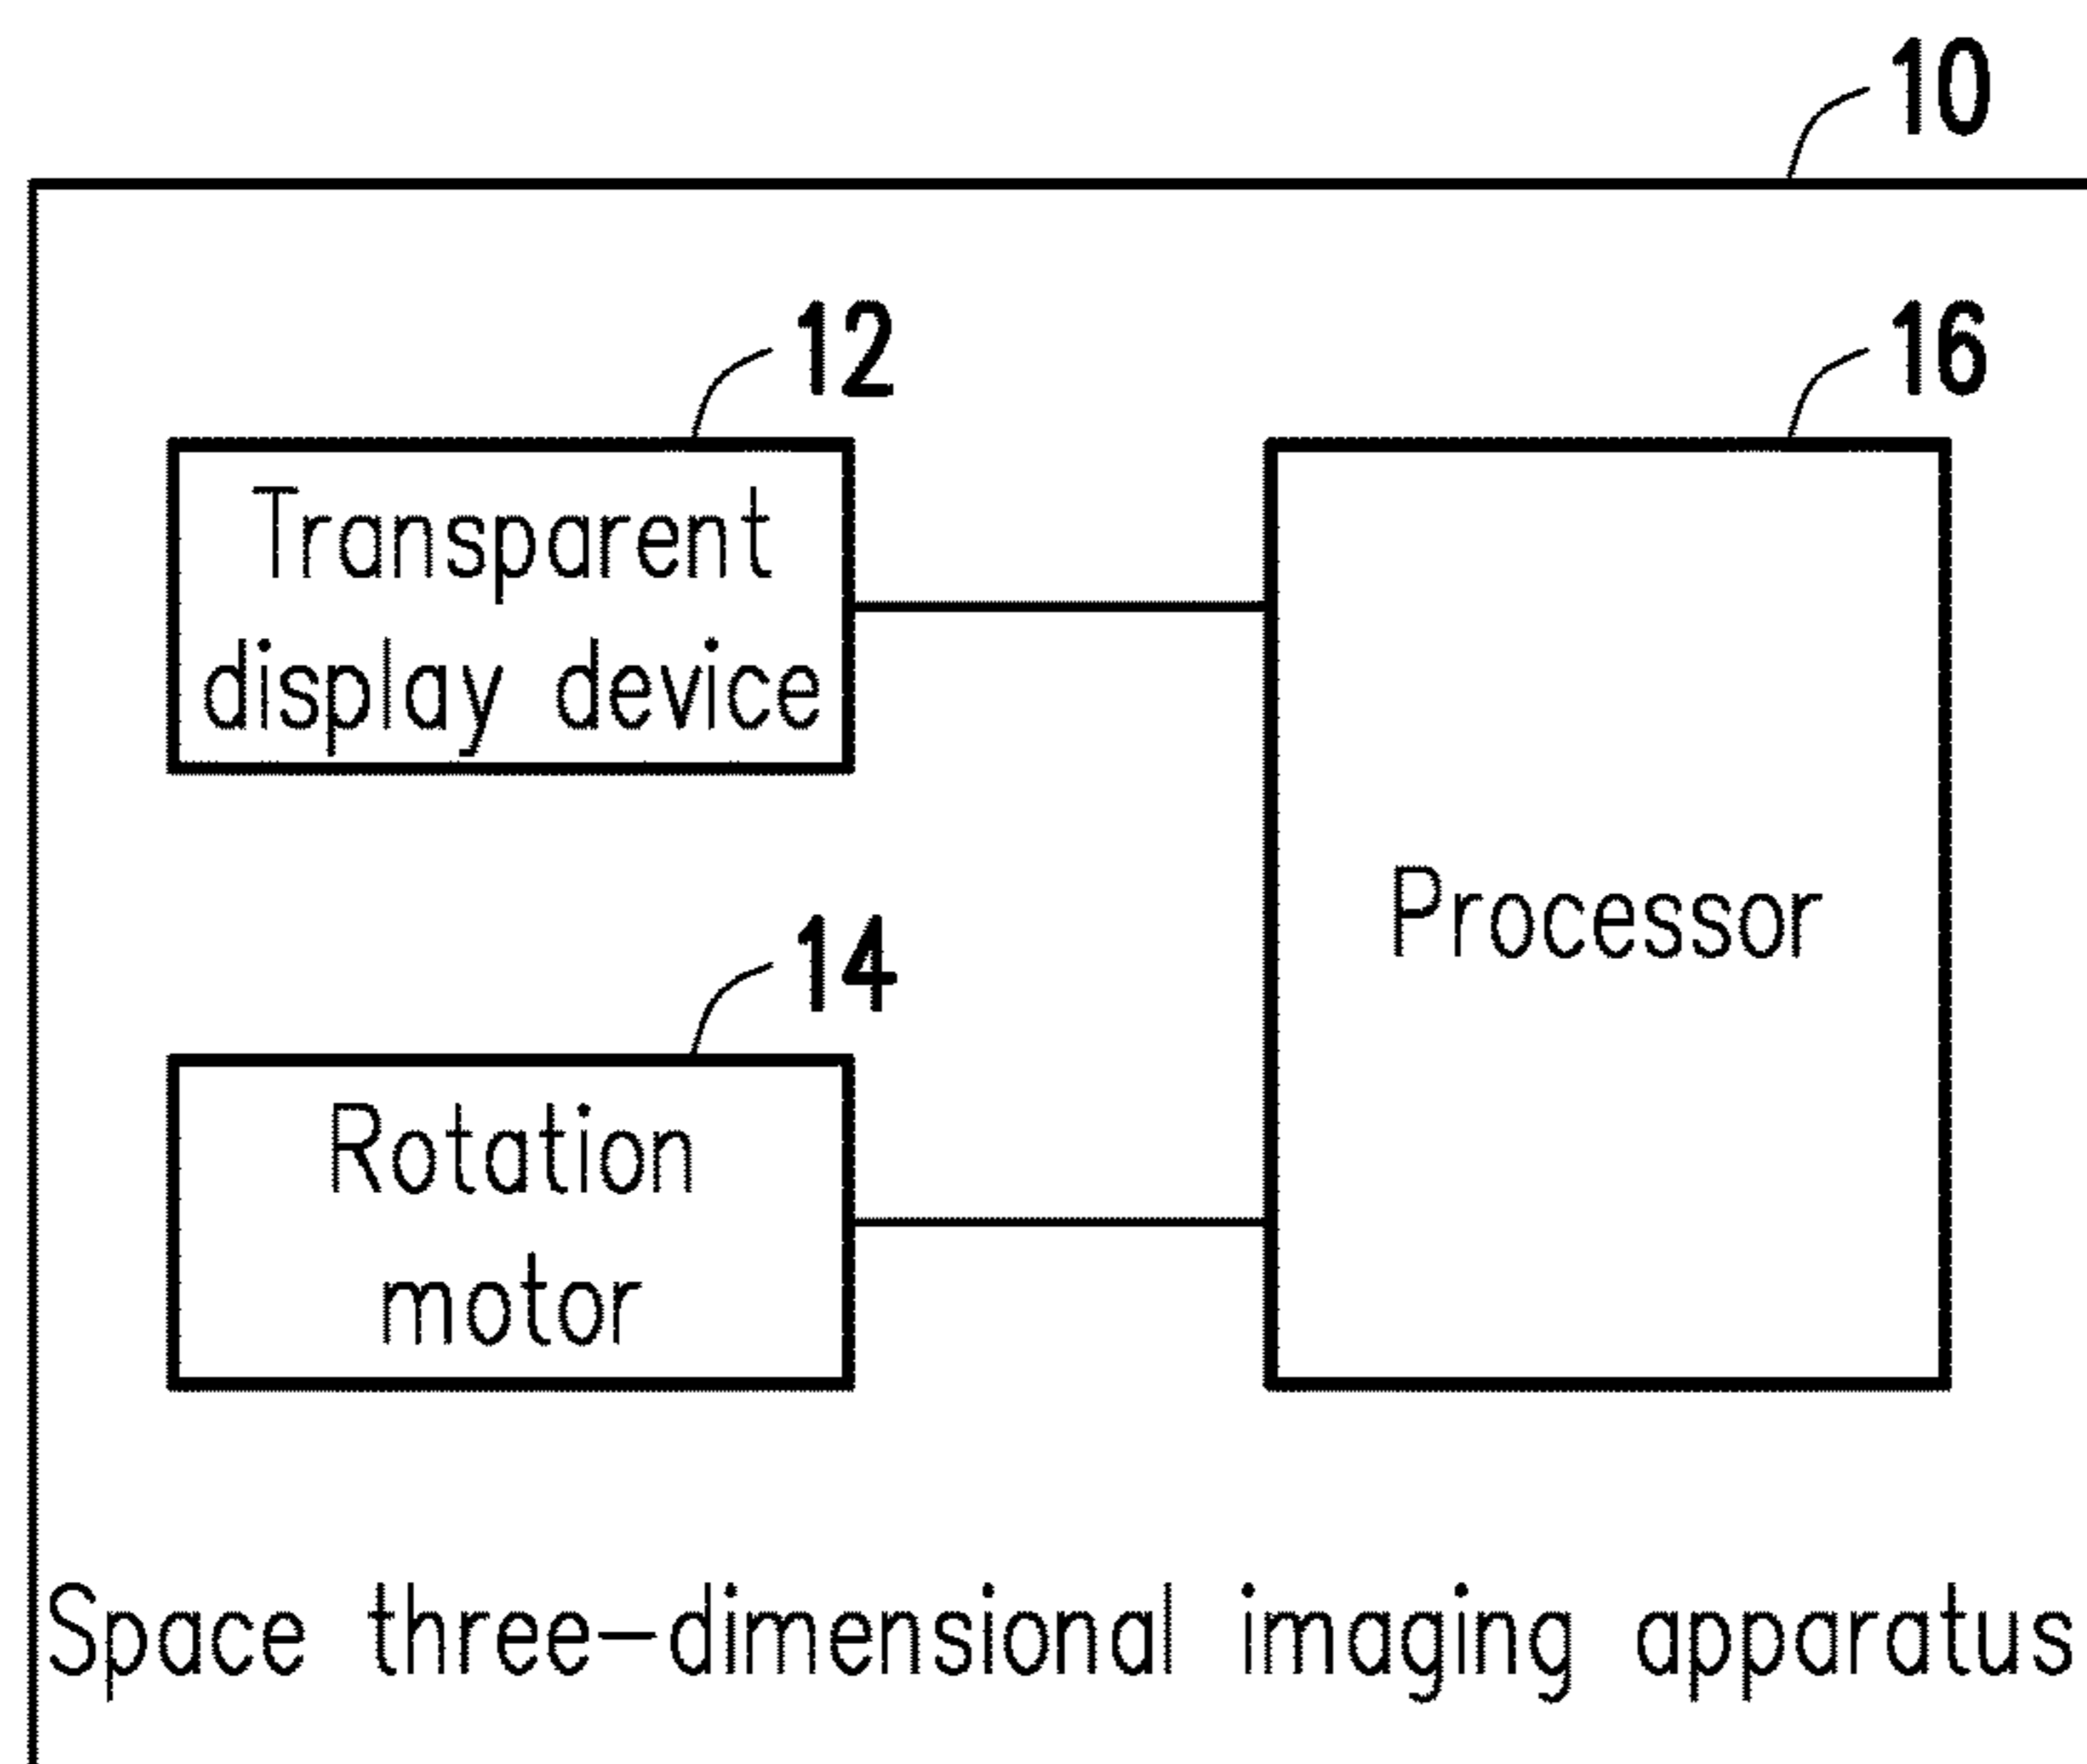 10
12
16
Transparent
display device
Processor
14
Rotation
motor
Space three-dimensional imaging apparatus